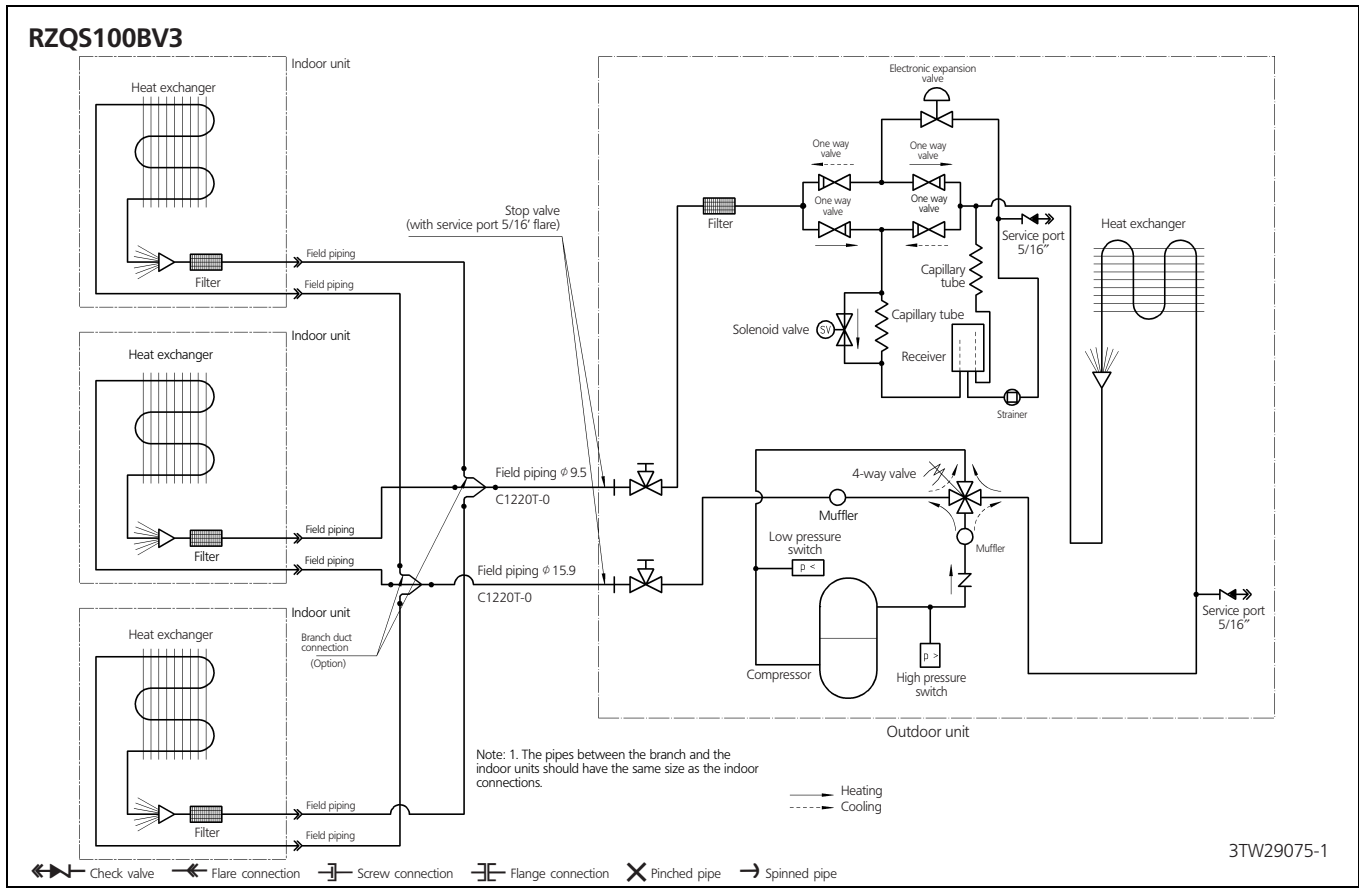 RZQS100BV3
Indoor unit
Heat exchanger
Filter
Field piping
Field piping
Indoor unit
Heat exchanger
Filter
Field piping
Field piping
Indoor unit
Heat exchanger
Filter
Field piping
Field piping
Branch duct
connection
(Option)
Stop valve
(with service port 5/16' flare)
Field piping ϕ 9.5
C1220T-0
Field piping ϕ 15.9
C1220T-0
Electronic expansion
valve
One way
valve
One way
valve
One way
valve
One way
valve
Filter
Service port
5/16"
Heat exchanger
Capillary
tube
Capillary tube
Solenoid valve
SV
Receiver
Strainer
4-way valve
Muffler
Muffler
Low pressure
switch
p <
Compressor
p >
High pressure
switch
Service port
5/16"
Outdoor unit
Note: 1. The pipes between the branch and the
indoor units should have the same size as the indoor
connections.
Heating
Cooling
3TW29075-1
Check valve
Flare connection
Screw connection
Flange connection
Pinched pipe
Spinned pipe